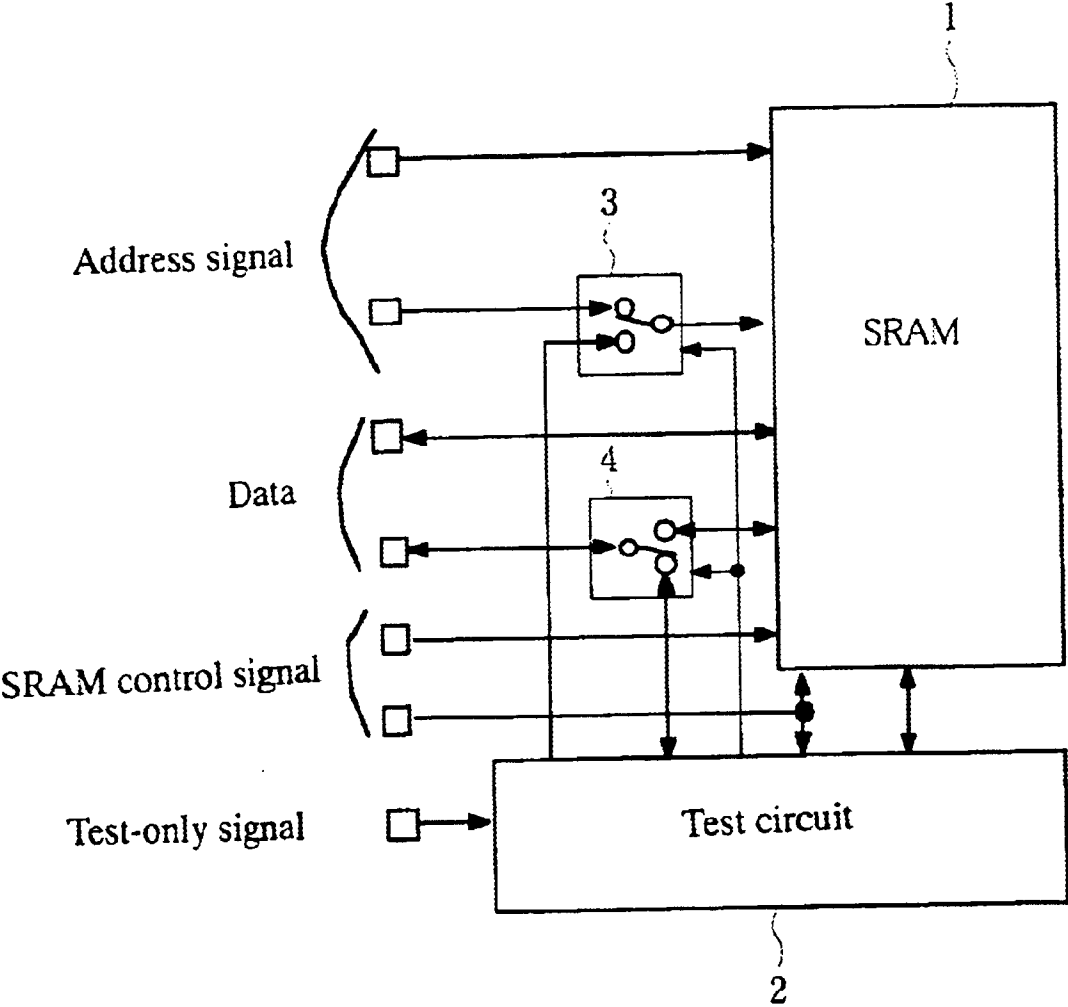 1
3
Address signal
SRAM
4
Data
SRAM control signal
Test-only signal
Test circuit
2